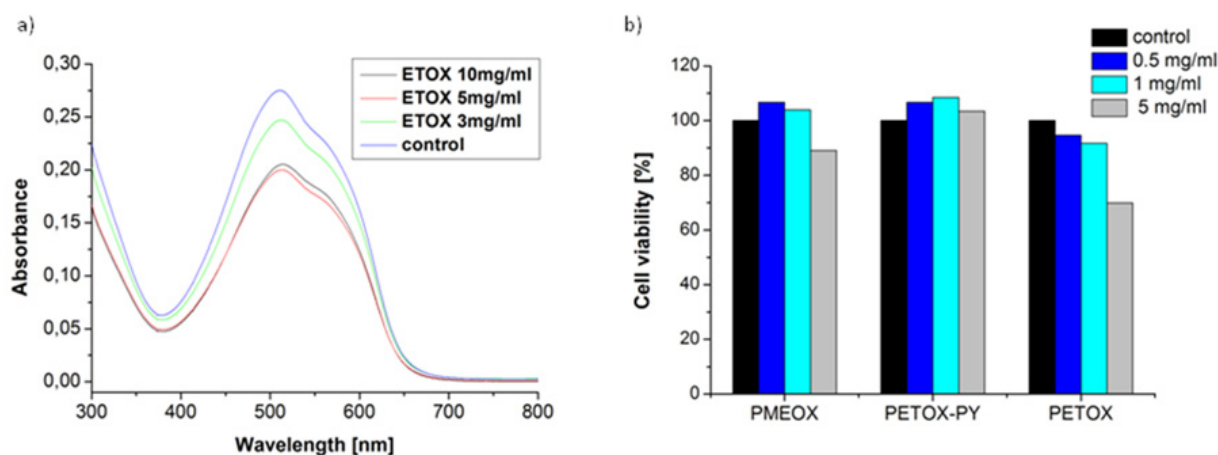 a)
0,30
0,25
0,20
0,15
0,10
0,05
0,00
Absorbance
ETOX 10mg/ml
ETOX 5mg/ml
ETOX 3mg/ml
control
300
400
500
600
700
800
Wavelength [nm]
b)
control
0.5 mg/ml
1 mg/ml
5 mg/ml
120
100
80
60
40
20
0
Cell viability [%]
PMEOX
PETOX-PY
PETOX